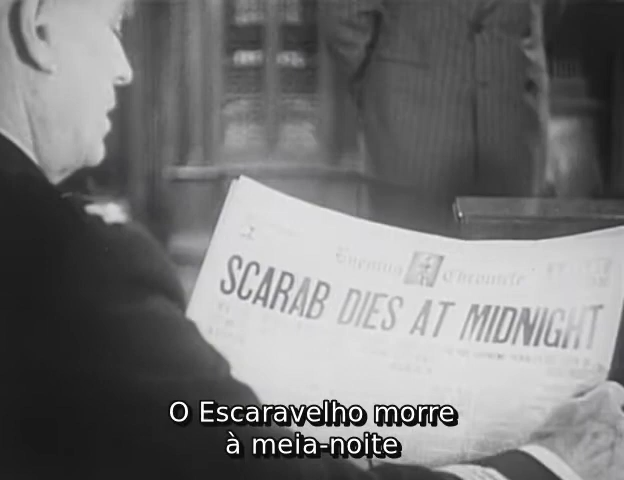 Evening Chronicle
SCARAB DIES AT MIDNIGHT
O Escaravelho morre
à meia-noite